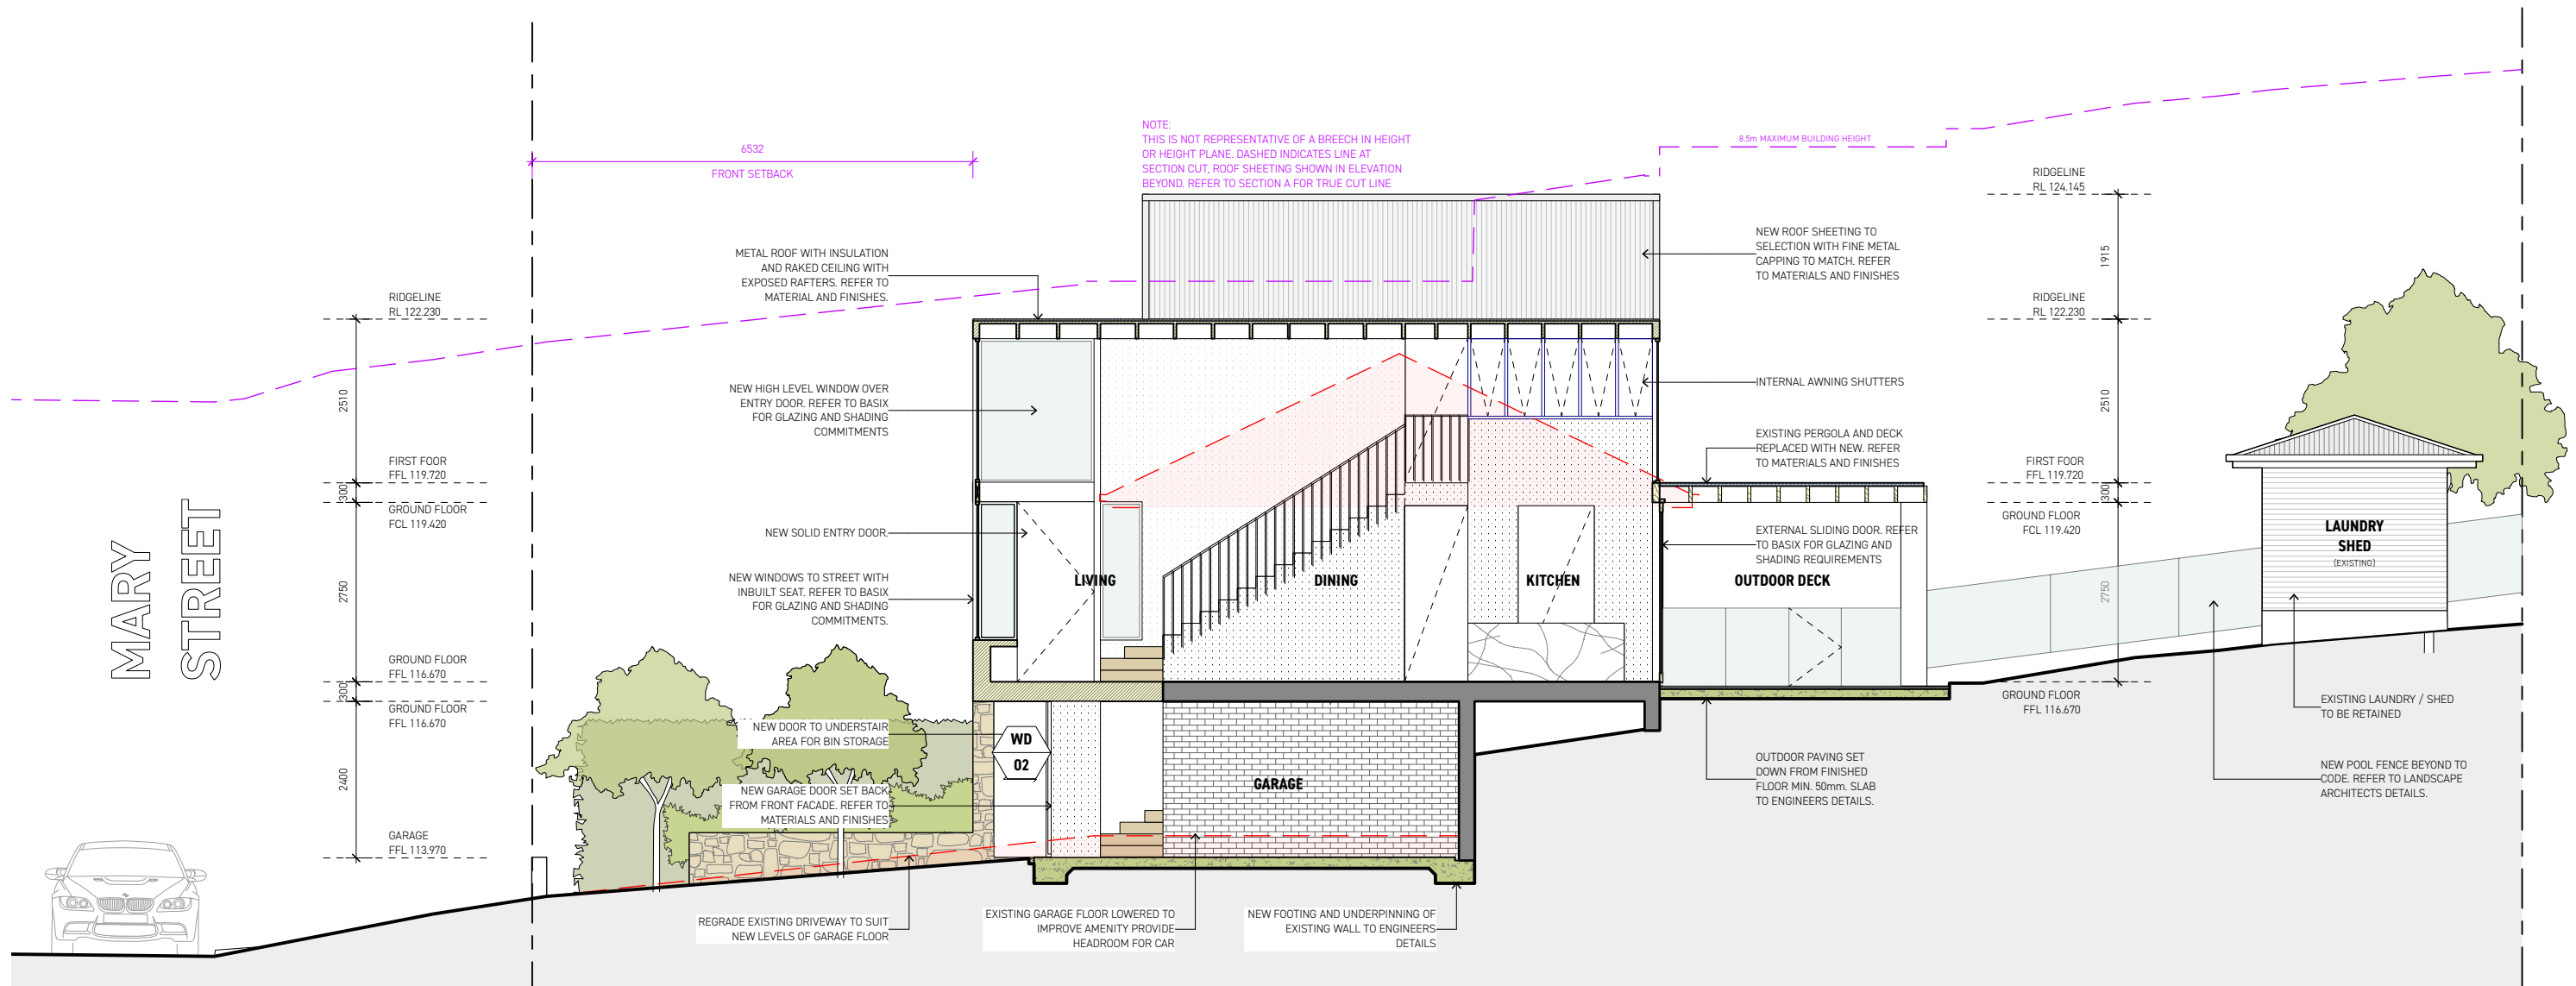 MARY
STREET
RIDGELINE
RL 122.230
2510
FIRST FOOR
FFL 119.720
300
GROUND FLOOR
FCL 119.420
2750
GROUND FLOOR
FFL 116.670
300
GROUND FLOOR
FFL 116.670
2400
GARAGE
FFL 113.970
6532
FRONT SETBACK
NOTE:
THIS IS NOT REPRESENTATIVE OF A BREECH IN HEIGHT
OR HEIGHT PLANE. DASHED INDICATES LINE AT
SECTION CUT, ROOF SHEETING SHOWN IN ELEVATION
BEYOND. REFER TO SECTION A FOR TRUE CUT LINE
8.5m MAXIMUM BUILDING HEIGHT
METAL ROOF WITH INSULATION
AND RAKED CEILING WITH
EXPOSED RAFTERS. REFER TO
MATERIAL AND FINISHES.
NEW HIGH LEVEL WINDOW OVER
ENTRY DOOR. REFER TO BASIX
FOR GLAZING AND SHADING
COMMITMENTS
NEW SOLID ENTRY DOOR.
NEW WINDOWS TO STREET WITH
INBUILT SEAT. REFER TO BASIX
FOR GLAZING AND SHADING
COMMITMENTS.
NEW DOOR TO UNDERSTAIR
AREA FOR BIN STORAGE
WD
02
NEW GARAGE DOOR SET BACK
FROM FRONT FACADE. REFER TO
MATERIALS AND FINISHES
REGRADE EXISTING DRIVEWAY TO SUIT
NEW LEVELS OF GARAGE FLOOR
EXISTING GARAGE FLOOR LOWERED TO
IMPROVE AMENITY PROVIDE
HEADROOM FOR CAR
NEW FOOTING AND UNDERPINNING OF
EXISTING WALL TO ENGINEERS
DETAILS
LIVING
DINING
KITCHEN
OUTDOOR DECK
GARAGE
NEW ROOF SHEETING TO
SELECTION WITH FINE METAL
CAPPING TO MATCH. REFER
TO MATERIALS AND FINISHES
INTERNAL AWNING SHUTTERS
EXISTING PERGOLA AND DECK
REPLACED WITH NEW. REFER
TO MATERIALS AND FINISHES
EXTERNAL SLIDING DOOR. REFER
TO BASIX FOR GLAZING AND
SHADING REQUIREMENTS
OUTDOOR PAVING SET
DOWN FROM FINISHED
FLOOR MIN. 50mm. SLAB
TO ENGINEERS DETAILS.
RIDGELINE
RL 124.145
1915
RIDGELINE
RL 122.230
2510
FIRST FOOR
FFL 119.720
300
GROUND FLOOR
FCL 119.420
2750
GROUND FLOOR
FFL 116.670
LAUNDRY
SHED
(EXISTING)
EXISTING LAUNDRY / SHED
TO BE RETAINED
NEW POOL FENCE BEYOND TO
CODE. REFER TO LANDSCAPE
ARCHITECTS DETAILS.